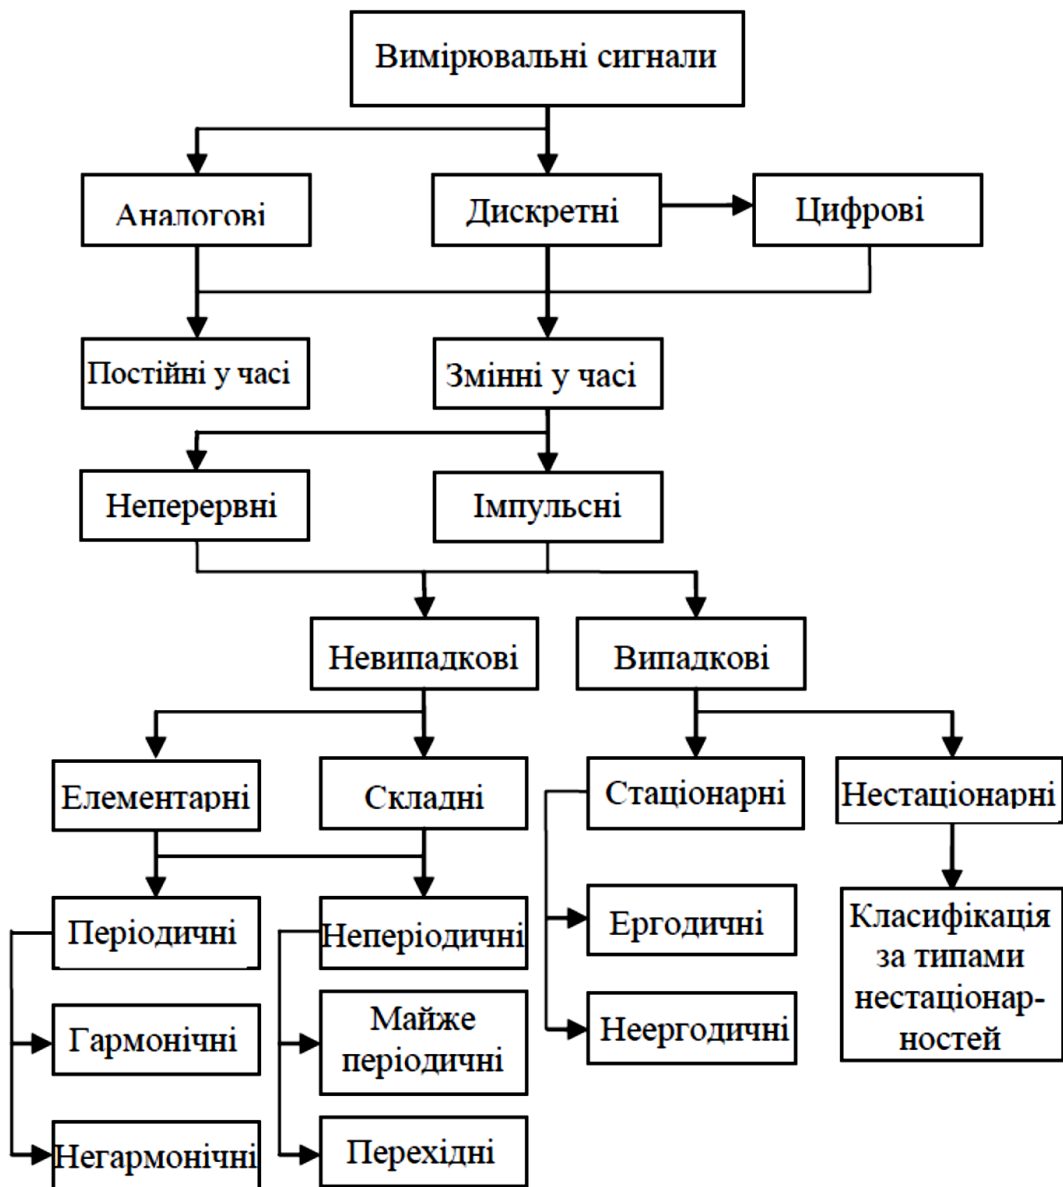 Вимірювальні сигнали
Аналогові
Дискретні
Цифрові
Постійні у часі
Змінні у часі
Неперервні
Імпульсні
Невипадкові
Випадкові
Елементарні
Складні
Стаціонарні
Нестаціонарні
Періодичні
Неперіодичні
Ергодичні
Класифікація
за типами
нестаціонар-
ностей
Гармонічні
Майже
періодичні
Неергодичні
Негармонічні
Перехідні